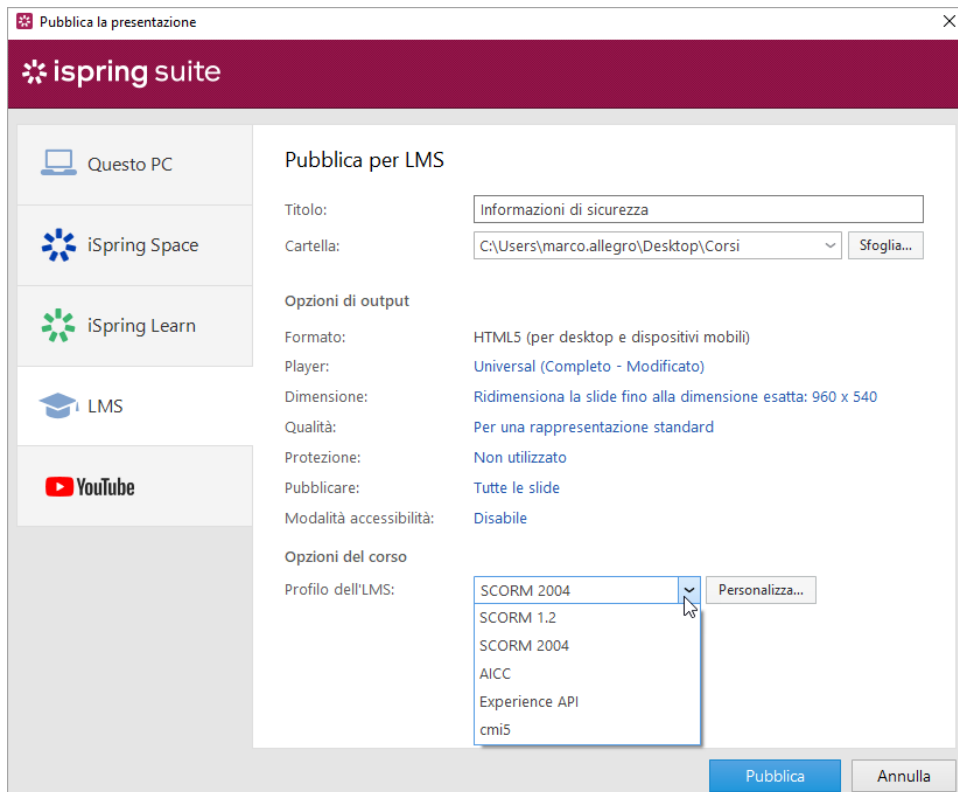 Pubblica la presentazione
ispring suite
Questo PC
iSpring Space
iSpring Learn
LMS
YouTube
Pubblica per LMS
Titolo: Informazioni di sicurezza
Cartella: C:\Users\marco.allegro\Desktop\Corsi Sfoglia...
Opzioni di output
Formato: HTML5 (per desktop e dispositivi mobili)
Player: Universal (Completo - Modificato)
Dimensione: Ridimensiona la slide fino alla dimensione esatta: 960 x 540
Qualità: Per una rappresentazione standard
Protezione: Non utilizzato
Pubblicare: Tutte le slide
Modalità accessibilità: Disabile
Opzioni del corso
Profilo dell'LMS: SCORM 2004 Personalizza...
SCORM 1.2
SCORM 2004
AICC
Experience API
cmi5
Pubblica Annulla